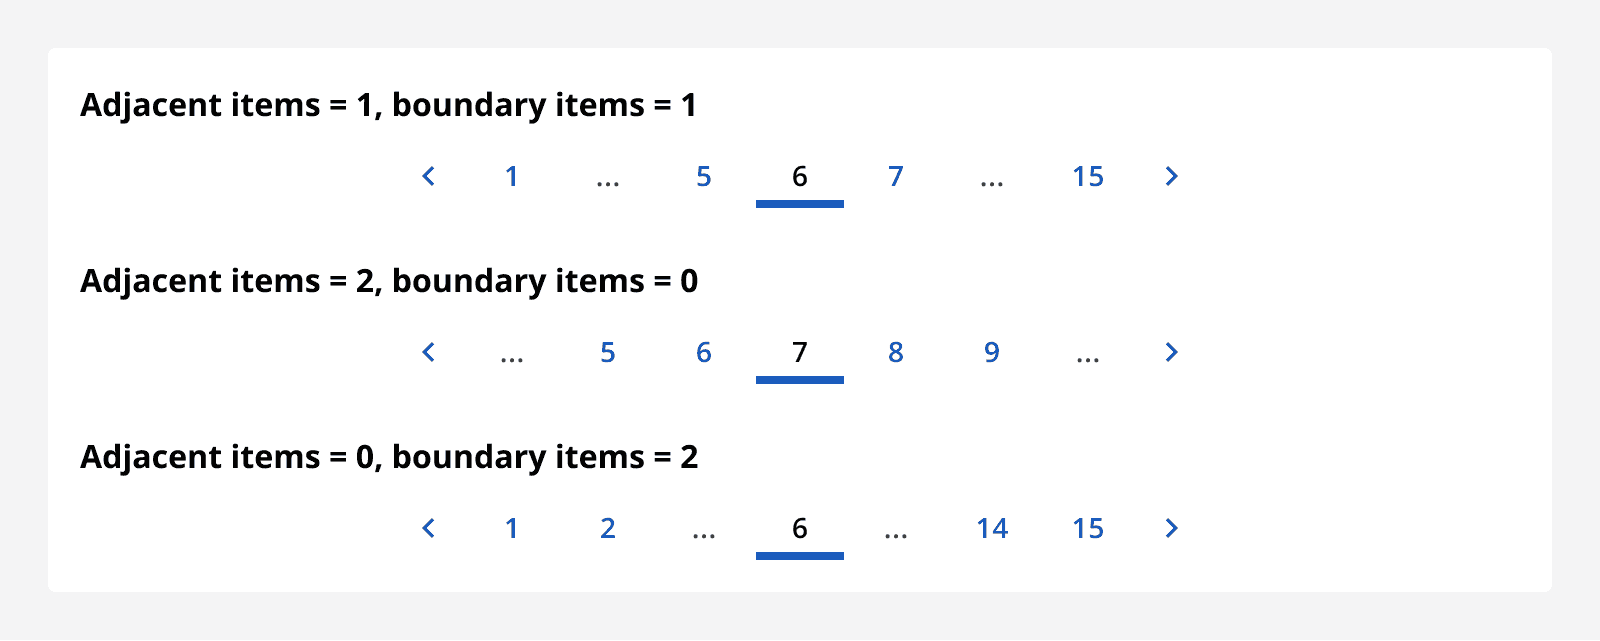 Adjacent items = 1, boundary items = 1
< 1 ... 5 6 7 ... 15 >
Adjacent items = 2, boundary items = 0
< ... 5 6 7 8 9 ... >
Adjacent items = 0, boundary items = 2
< 1 2 ... 6 ... 14 15 >